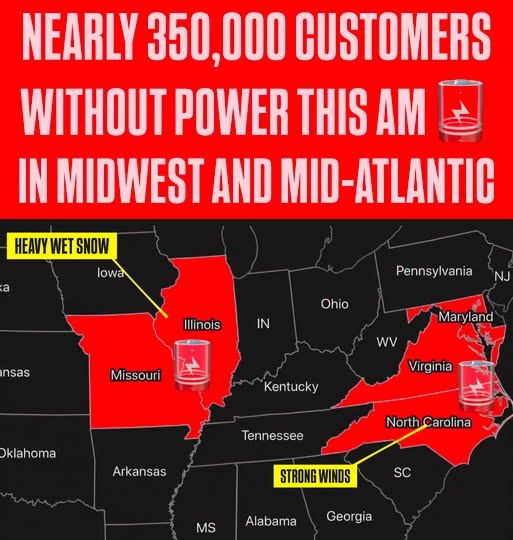 NEARLY 350,000 CUSTOMERS
WITHOUT POWER THIS AM
IN MIDWEST AND MID-ATLANTIC
HEAVY WET SNOW
Iowa
ka
Pennsylvania
NJ
Ohio
Illinois
IN
Maryland
WV
Virginia
ansas
Missouri
Kentucky
North Carolina
Tennessee
Oklahoma
Arkansas
STRONG WINDS
SC
MS
Alabama
Georgia